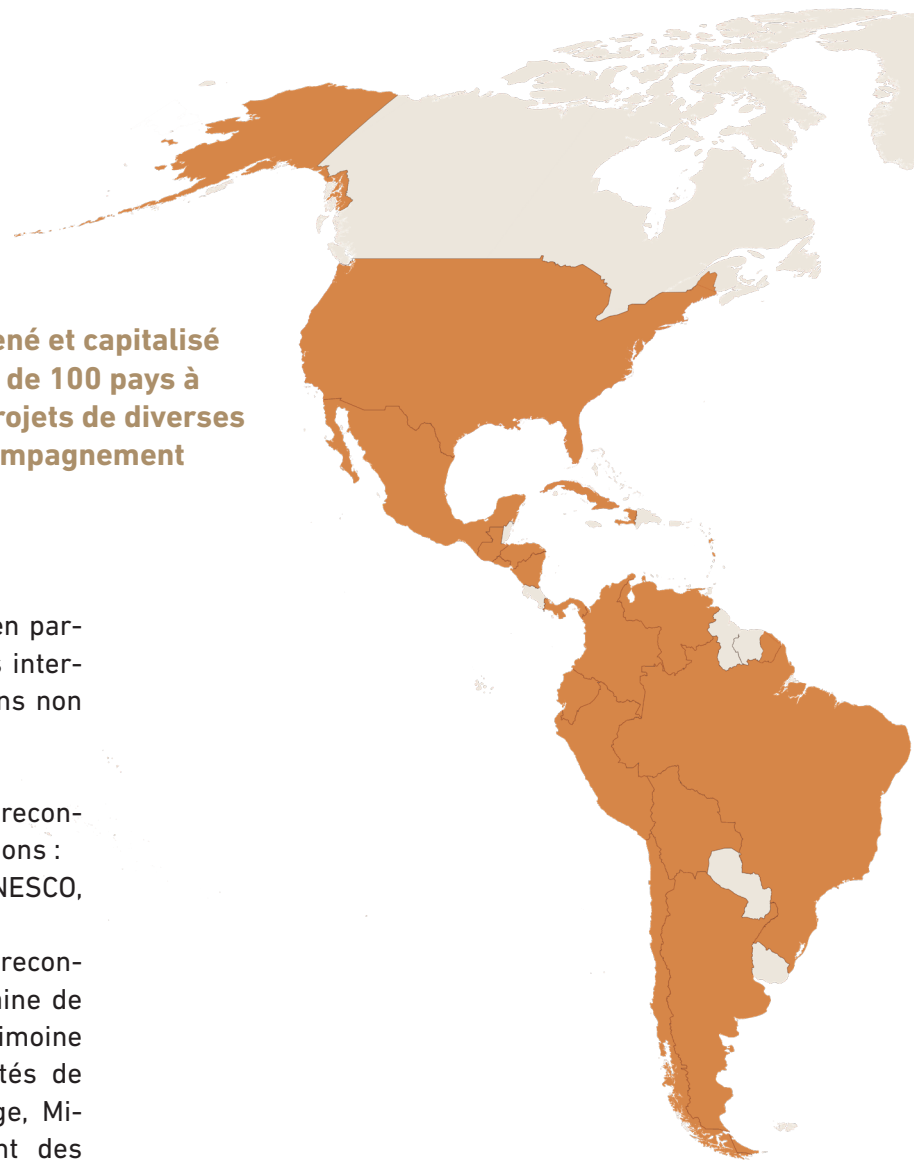 ené et capitalisé
de 100 pays à
rojets de diverses
mpagnement
en par-
s inter-
ns non
recon-
ons :
NESCO,
recon-
aine de
imoine
tés de
ge, Mi-
nt des